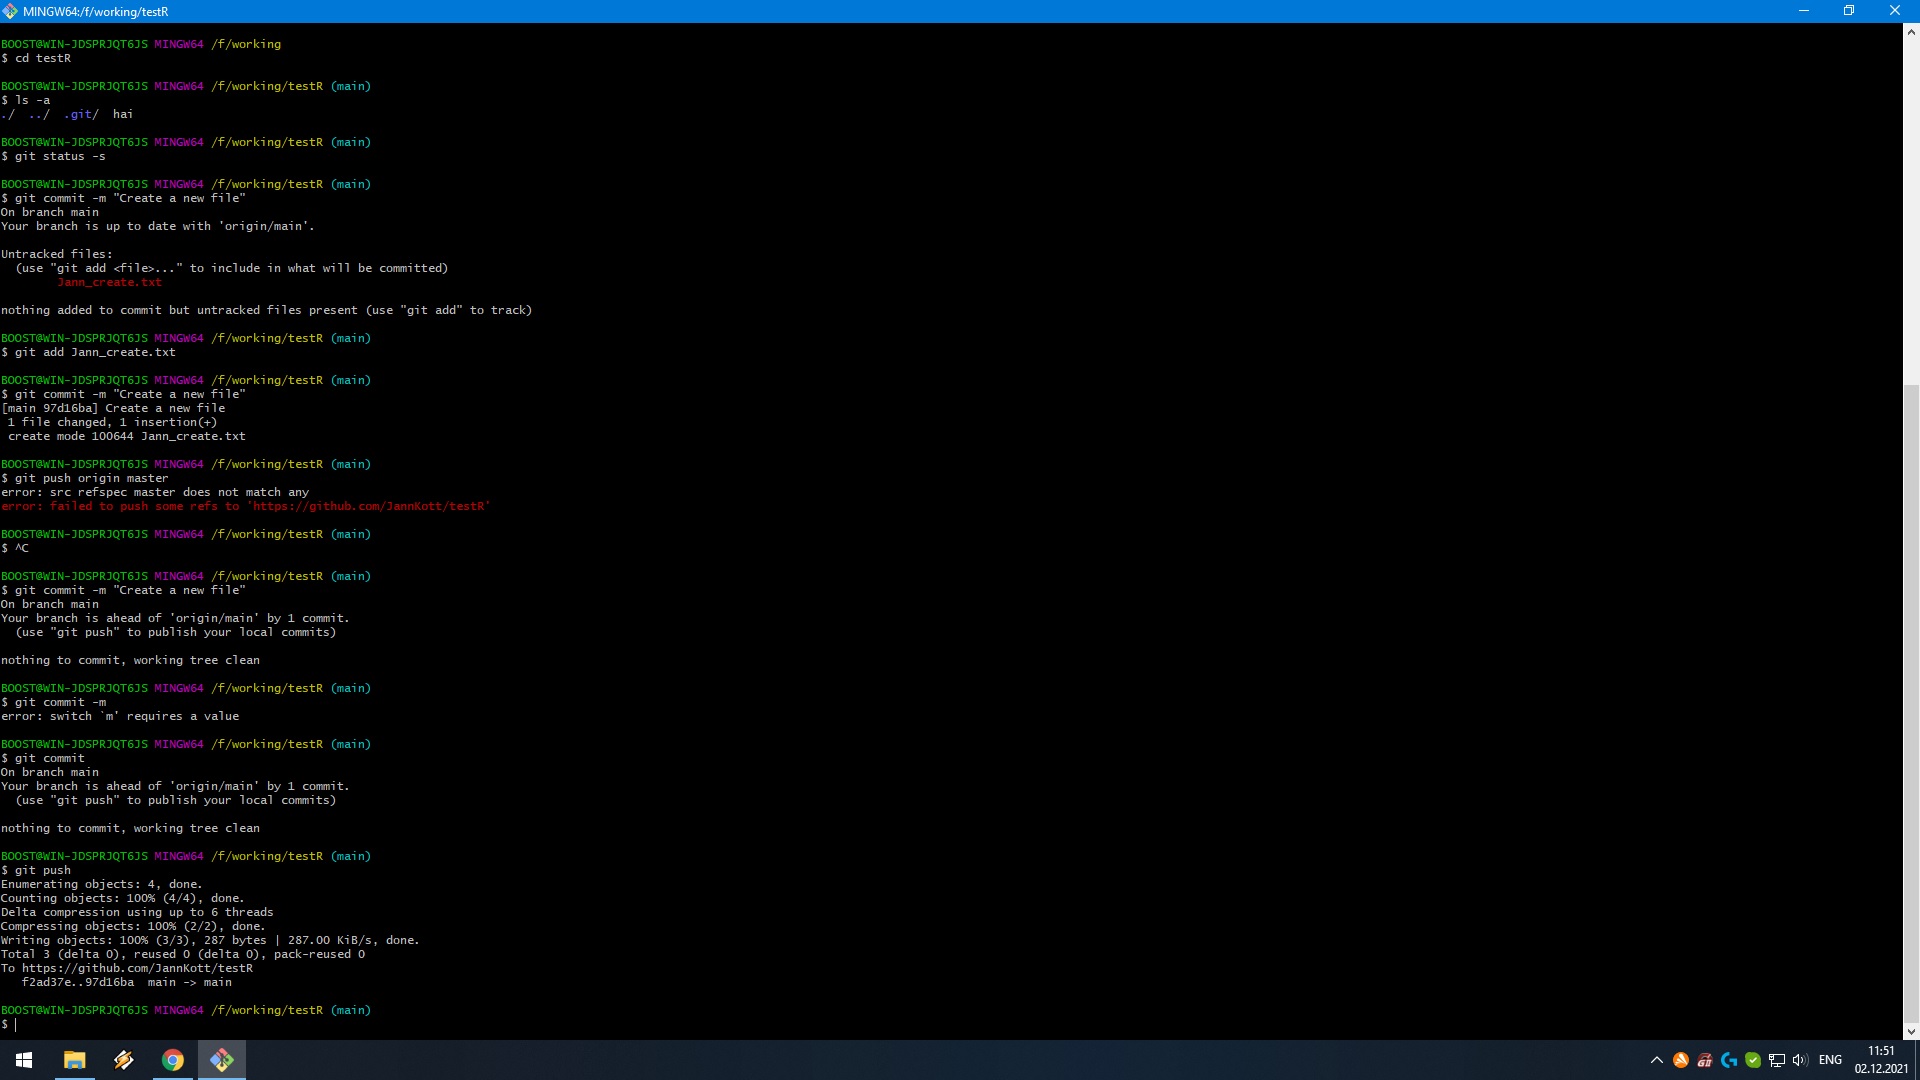 MINGW64:/f/working/testR
BOOST@WIN-JDSPRJQT6JS MINGW64 /f/working
$ cd testR
BOOST@WIN-JDSPRJQT6JS MINGW64 /f/working/testR (main)
$ ls -a
./  ../  .git/  hai
BOOST@WIN-JDSPRJQT6JS MINGW64 /f/working/testR (main)
$ git status -s
BOOST@WIN-JDSPRJQT6JS MINGW64 /f/working/testR (main)
$ git commit -m "Create a new file"
On branch main
Your branch is up to date with 'origin/main'.
Untracked files:
  (use "git add <file>..." to include in what will be committed)
        Jann_create.txt
nothing added to commit but untracked files present (use "git add" to track)
BOOST@WIN-JDSPRJQT6JS MINGW64 /f/working/testR (main)
$ git add Jann_create.txt
BOOST@WIN-JDSPRJQT6JS MINGW64 /f/working/testR (main)
$ git commit -m "Create a new file"
[main 97d16ba] Create a new file
 1 file changed, 1 insertion(+)
 create mode 100644 Jann_create.txt
BOOST@WIN-JDSPRJQT6JS MINGW64 /f/working/testR (main)
$ git push origin master
error: src refspec master does not match any
error: failed to push some refs to 'https://github.com/JannKott/testR'
BOOST@WIN-JDSPRJQT6JS MINGW64 /f/working/testR (main)
$ ^C
BOOST@WIN-JDSPRJQT6JS MINGW64 /f/working/testR (main)
$ git commit -m "Create a new file"
On branch main
Your branch is ahead of 'origin/main' by 1 commit.
  (use "git push" to publish your local commits)
nothing to commit, working tree clean
BOOST@WIN-JDSPRJQT6JS MINGW64 /f/working/testR (main)
$ git commit -m
error: switch `m' requires a value
BOOST@WIN-JDSPRJQT6JS MINGW64 /f/working/testR (main)
$ git commit
On branch main
Your branch is ahead of 'origin/main' by 1 commit.
  (use "git push" to publish your local commits)
nothing to commit, working tree clean
BOOST@WIN-JDSPRJQT6JS MINGW64 /f/working/testR (main)
$ git push
Enumerating objects: 4, done.
Counting objects: 100% (4/4), done.
Delta compression using up to 6 threads
Compressing objects: 100% (2/2), done.
Writing objects: 100% (3/3), 287 bytes | 287.00 KiB/s, done.
Total 3 (delta 0), reused 0 (delta 0), pack-reused 0
To https://github.com/JannKott/testR
   f2ad37e..97d16ba  main -> main
BOOST@WIN-JDSPRJQT6JS MINGW64 /f/working/testR (main)
$
ENG
11:51
02.12.2021